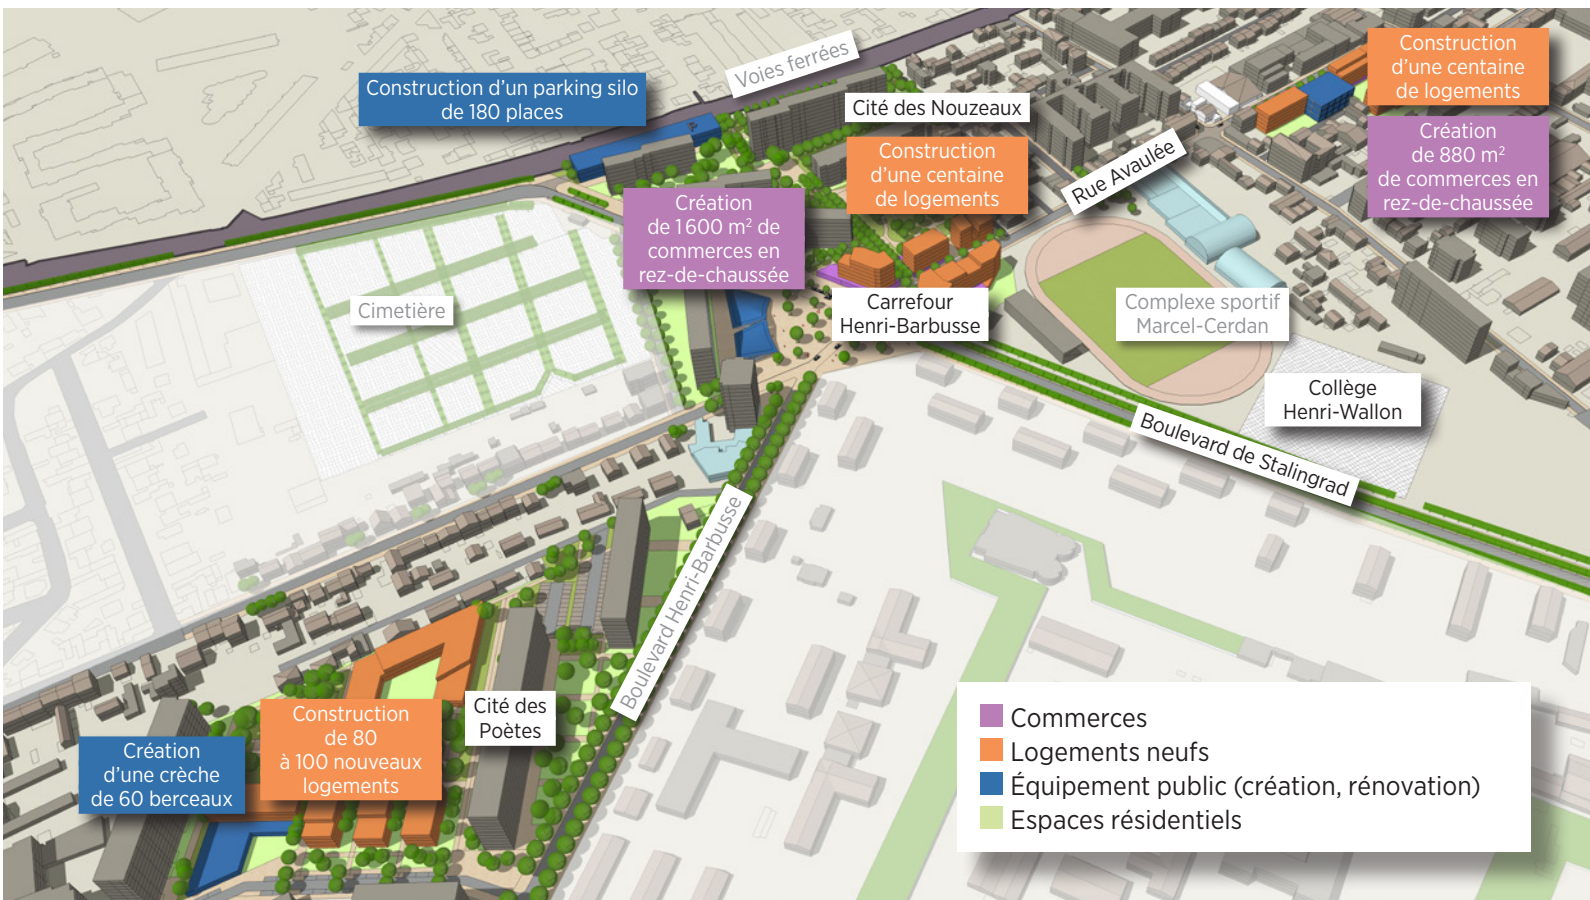 Voies ferrées
Construction d'un parking silo
de 180 places
Cité des Nouzeaux
Construction
d'une centaine
de logements
Rue Avaulée
Construction
d'une centaine
de logements
Création
de 880 m²
de commerces en
rez-de-chaussée
Création
de 1 600 m² de
commerces en
rez-de-chaussée
Cimetière
Carrefour
Henri-Barbusse
Complexe sportif
Marcel-Cerdan
Collège
Henri-Wallon
Boulevard de Stalingrad
Boulevard Henri-Barbusse
Cité des
Poètes
Construction
de 80
à 100 nouveaux
logements
Création
d'une crèche
de 60 berceaux
Commerces
Logements neufs
Équipement public (création, rénovation)
Espaces résidentiels